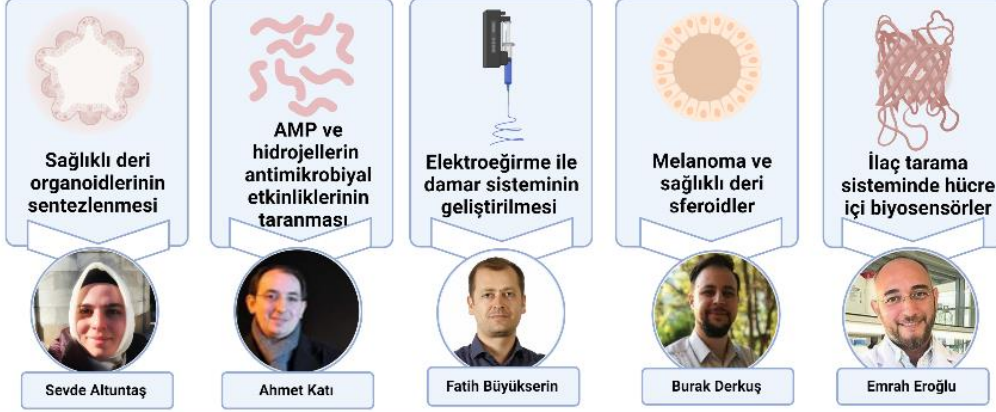 Sağlıklı deri
organoidlerinin
sentezlenmesi
AMP ve
hidrojellerin
antimikrobiyal
etkinliklerinin
taranması
Elektroeğirme ile
damar sisteminin
geliştirilmesi
Melanoma ve
sağlıklı deri
sferoidler
İlaç tarama
sisteminde hücre
içi biyosensörler
Sevde Altuntaş
Ahmet Katı
Fatih Büyükserin
Burak Derkuş
Emrah Eroğlu